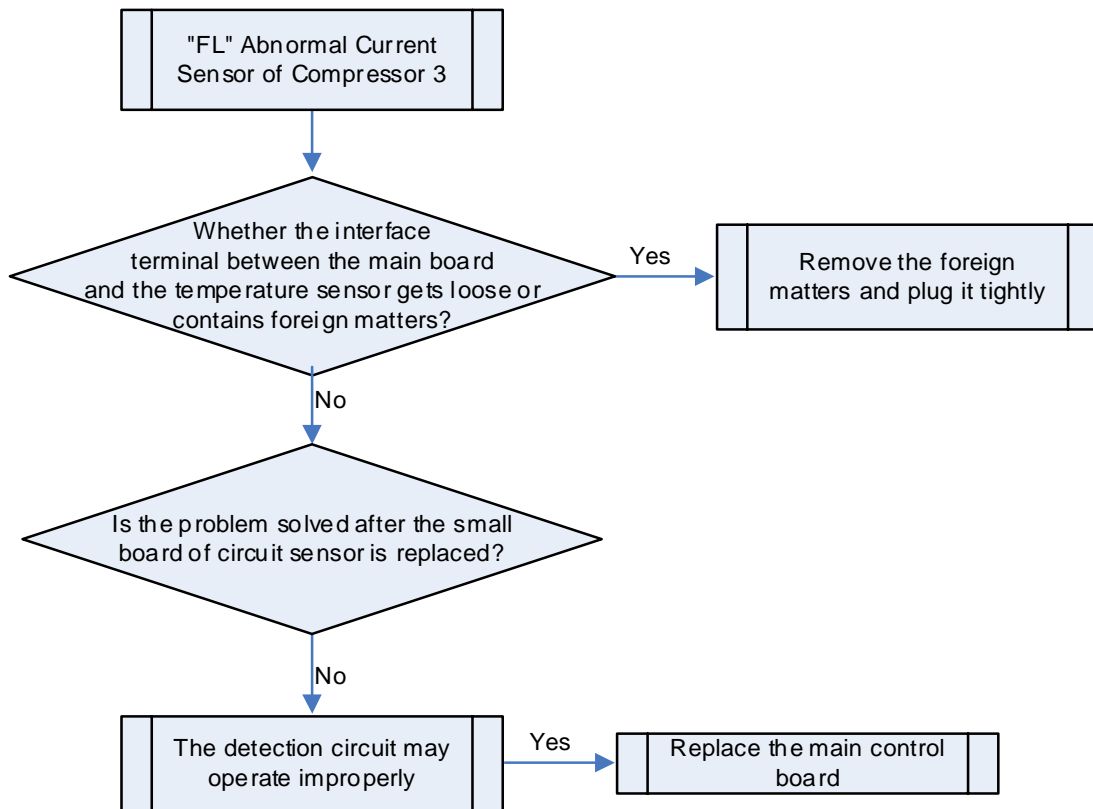 "FL" Abnormal Current
Sensor of Compressor 3
Whether the interface
terminal between the main board
and the temperature sensor gets loose or
contains foreign matters?
Yes
Remove the foreign
matters and plug it tightly
No
Is the problem solved after the small
board of circuit sensor is replaced?
No
The detection circuit may
operate improperly
Yes
Replace the main control
board